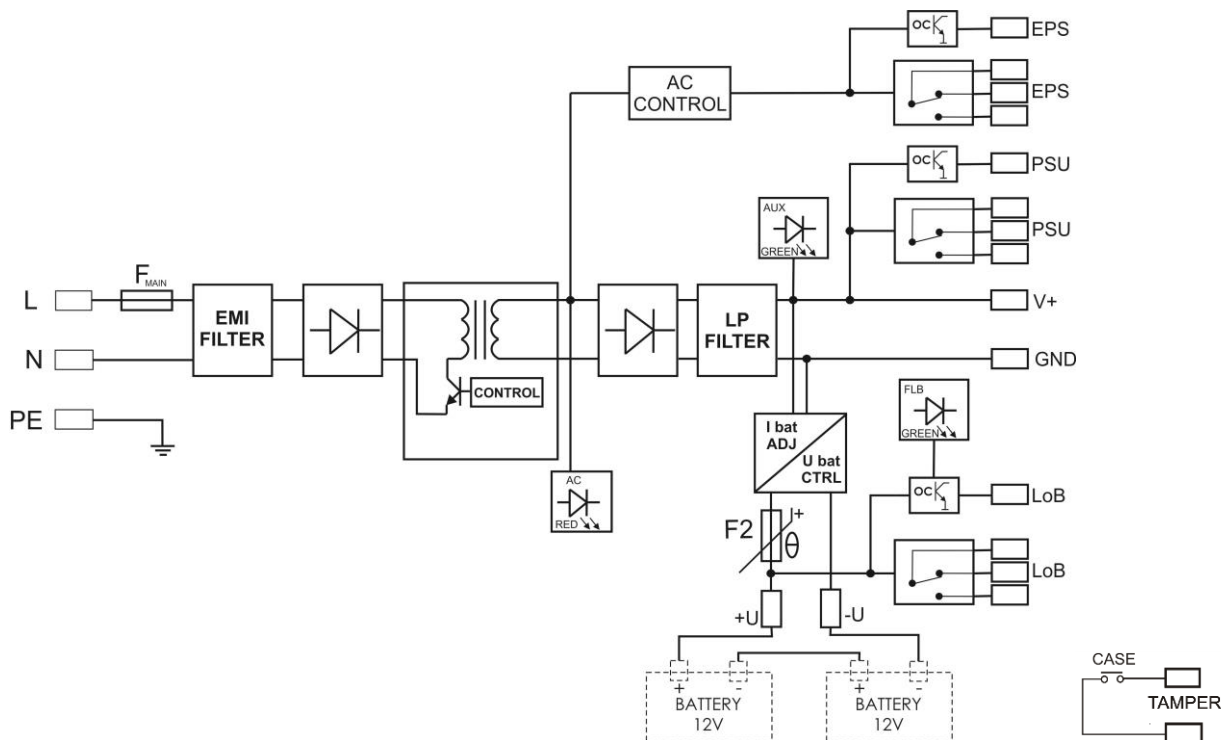 OC
EPS
AC
CONTROL
EPS
OC
PSU
AUX
GREEN
PSU
F MAIN
L
EMI
FILTER
LP
FILTER
V+
N
CONTROL
GND
FLB
GREEN
PE
I bat
ADJ
U bat
CTRL
AC
RED
OC
LoB
F2
I+
θ
LoB
+U
-U
+ -
BATTERY
12V
+ -
BATTERY
12V
CASE
TAMPER